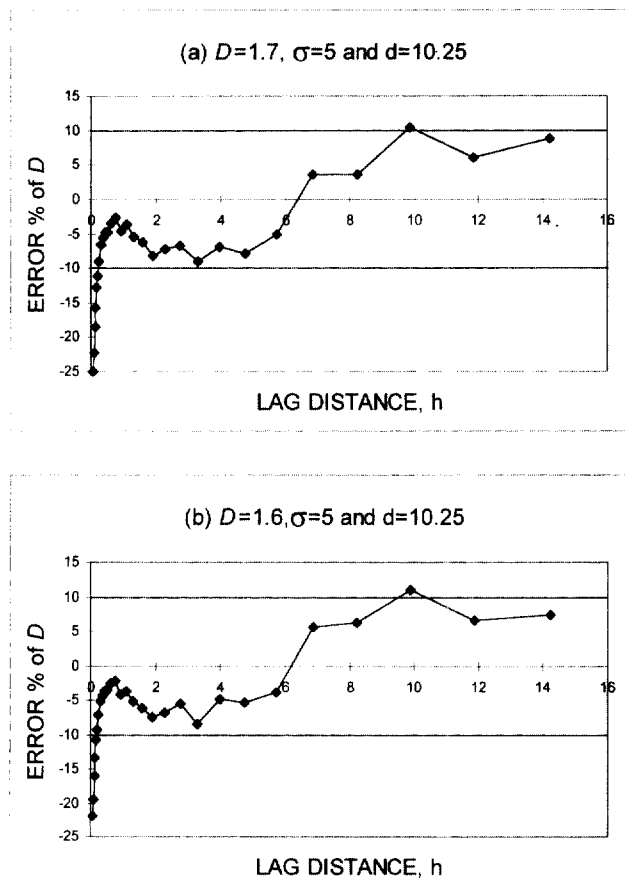 (a) D=1.7, σ=5 and d=10.25
15
10
5
0
-5
-10
-15
-20
-25
0 2 4 6 8 10 12 14 16
ERROR % of D
LAG DISTANCE, h
(b) D=1.6,σ=5 and d=10.25
15
10
5
0
-5
-10
-15
-20
-25
0 2 4 6 8 10 12 14 16
ERROR % of D
LAG DISTANCE, h